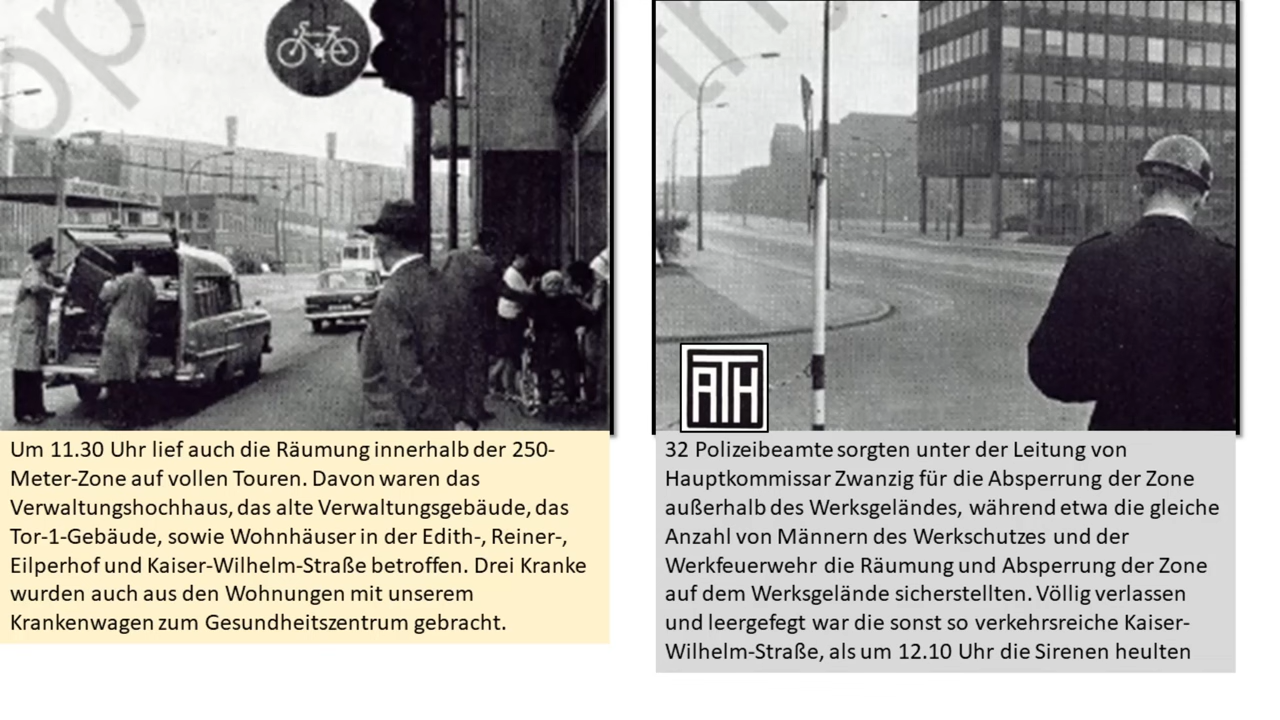 Um 11.30 Uhr lief auch die Räumung innerhalb der 250-
Meter-Zone auf vollen Touren. Davon waren das
Verwaltungshochhaus, das alte Verwaltungsgebäude, das
Tor-1-Gebäude, sowie Wohnhäuser in der Edith-, Reiner-,
Eilperhof und Kaiser-Wilhelm-Straße betroffen. Drei Kranke
wurden auch aus den Wohnungen mit unserem
Krankenwagen zum Gesundheitszentrum gebracht.
ATH
32 Polizeibeamte sorgten unter der Leitung von
Hauptkommissar Zwanzig für die Absperrung der Zone
außerhalb des Werksgeländes, während etwa die gleiche
Anzahl von Männern des Werkschutzes und der
Werkfeuerwehr die Räumung und Absperrung der Zone
auf dem Werksgelände sicherstellten. Völlig verlassen
und leergefegt war die sonst so verkehrsreiche Kaiser-
Wilhelm-Straße, als um 12.10 Uhr die Sirenen heulten